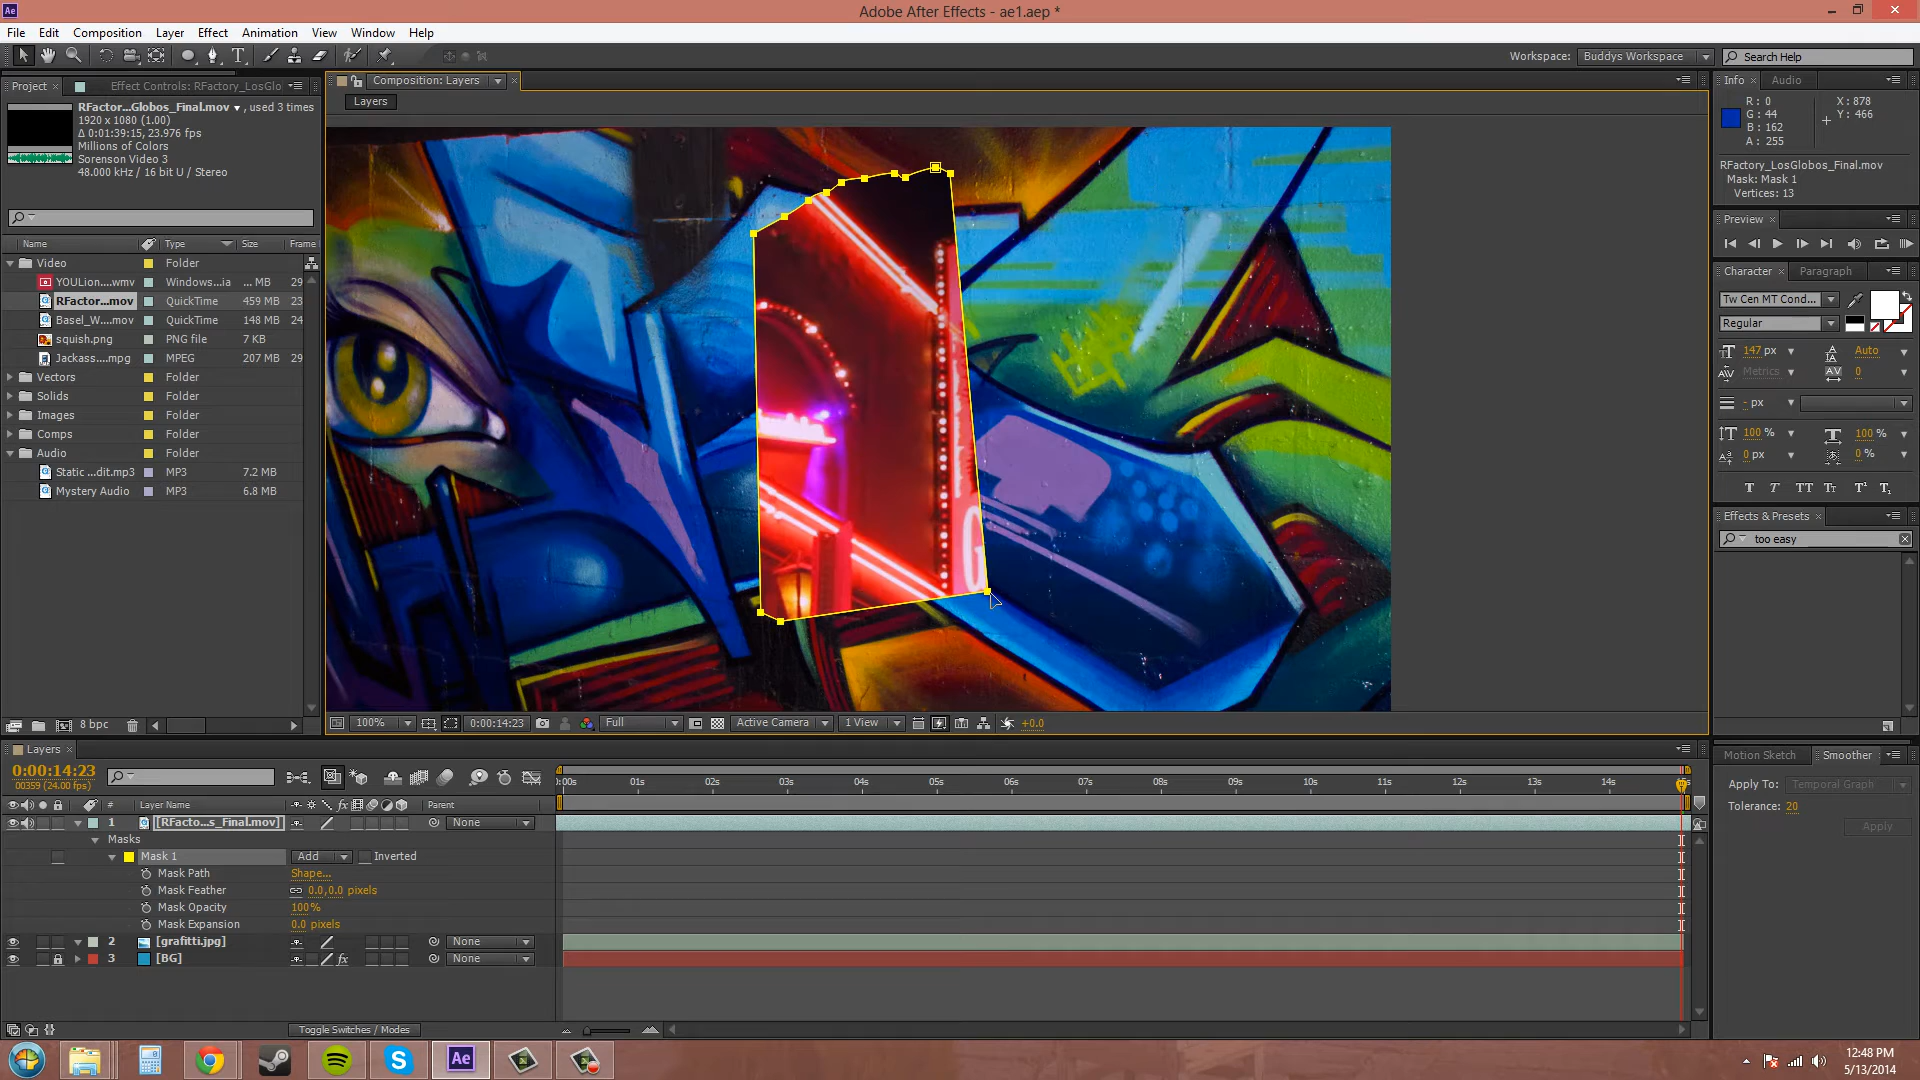 Adobe After Effects - ae1.aep *
File Edit Composition Layer Effect Animation View Window Help
Workspace: Buddys Workspace Search Help
Project Effect Controls: RFactory_LosGlo
RFactor...Globos_Final.mov , used 3 times
1920 x 1080 (1.00)
Δ 0:01:39:15, 23.976 fps
Millions of Colors
Sorenson Video 3
48.000 kHz / 16 bit U / Stereo
Name Type Size Frame
Video Folder
YOULion....wmv Windows...ia ... MB 29
RFactor...mov QuickTime 459 MB 23
Basel_W....mov QuickTime 148 MB 24
squish.png PNG file 7 KB
Jackass....mpg MPEG 207 MB 29
Vectors Folder
Solids Folder
Images Folder
Comps Folder
Audio Folder
Static ...dit.mp3 MP3 7.2 MB
Mystery Audio MP3 6.8 MB
8 bpc
Composition: Layers
Layers
G
100% 0:00:14:23 Full Active Camera 1 View +0.0
Info Audio
R: 0 X: 878
G: 44 Y: 466
B: 162
A: 255
RFactory_LosGlobos_Final.mov
Mask: Mask 1
Vertices: 13
Preview
Character Paragraph
Tw Cen MT Cond...
Regular
147 px Auto
Metrics 0
- px
100 % 100 %
0 px 0 %
T T TT Tt T¹ T₁
Effects & Presets
too easy
Motion Sketch Smoother
Apply To: Temporal Graph
Tolerance: 20
Apply
Layers
0:00:14:23
00359 (24.00 fps)
:00s 01s 02s 03s 04s 05s 06s 07s 08s 09s 10s 11s 12s 13s 14s 15s
# Layer Name Parent
1 [RFacto...s_Final.mov] None
Masks
Mask 1 Add Inverted
Mask Path Shape...
Mask Feather 0.0,0.0 pixels
Mask Opacity 100%
Mask Expansion 0.0 pixels
2 [grafitti.jpg] None
3 [BG] None
Toggle Switches / Modes
12:48 PM
5/13/2014